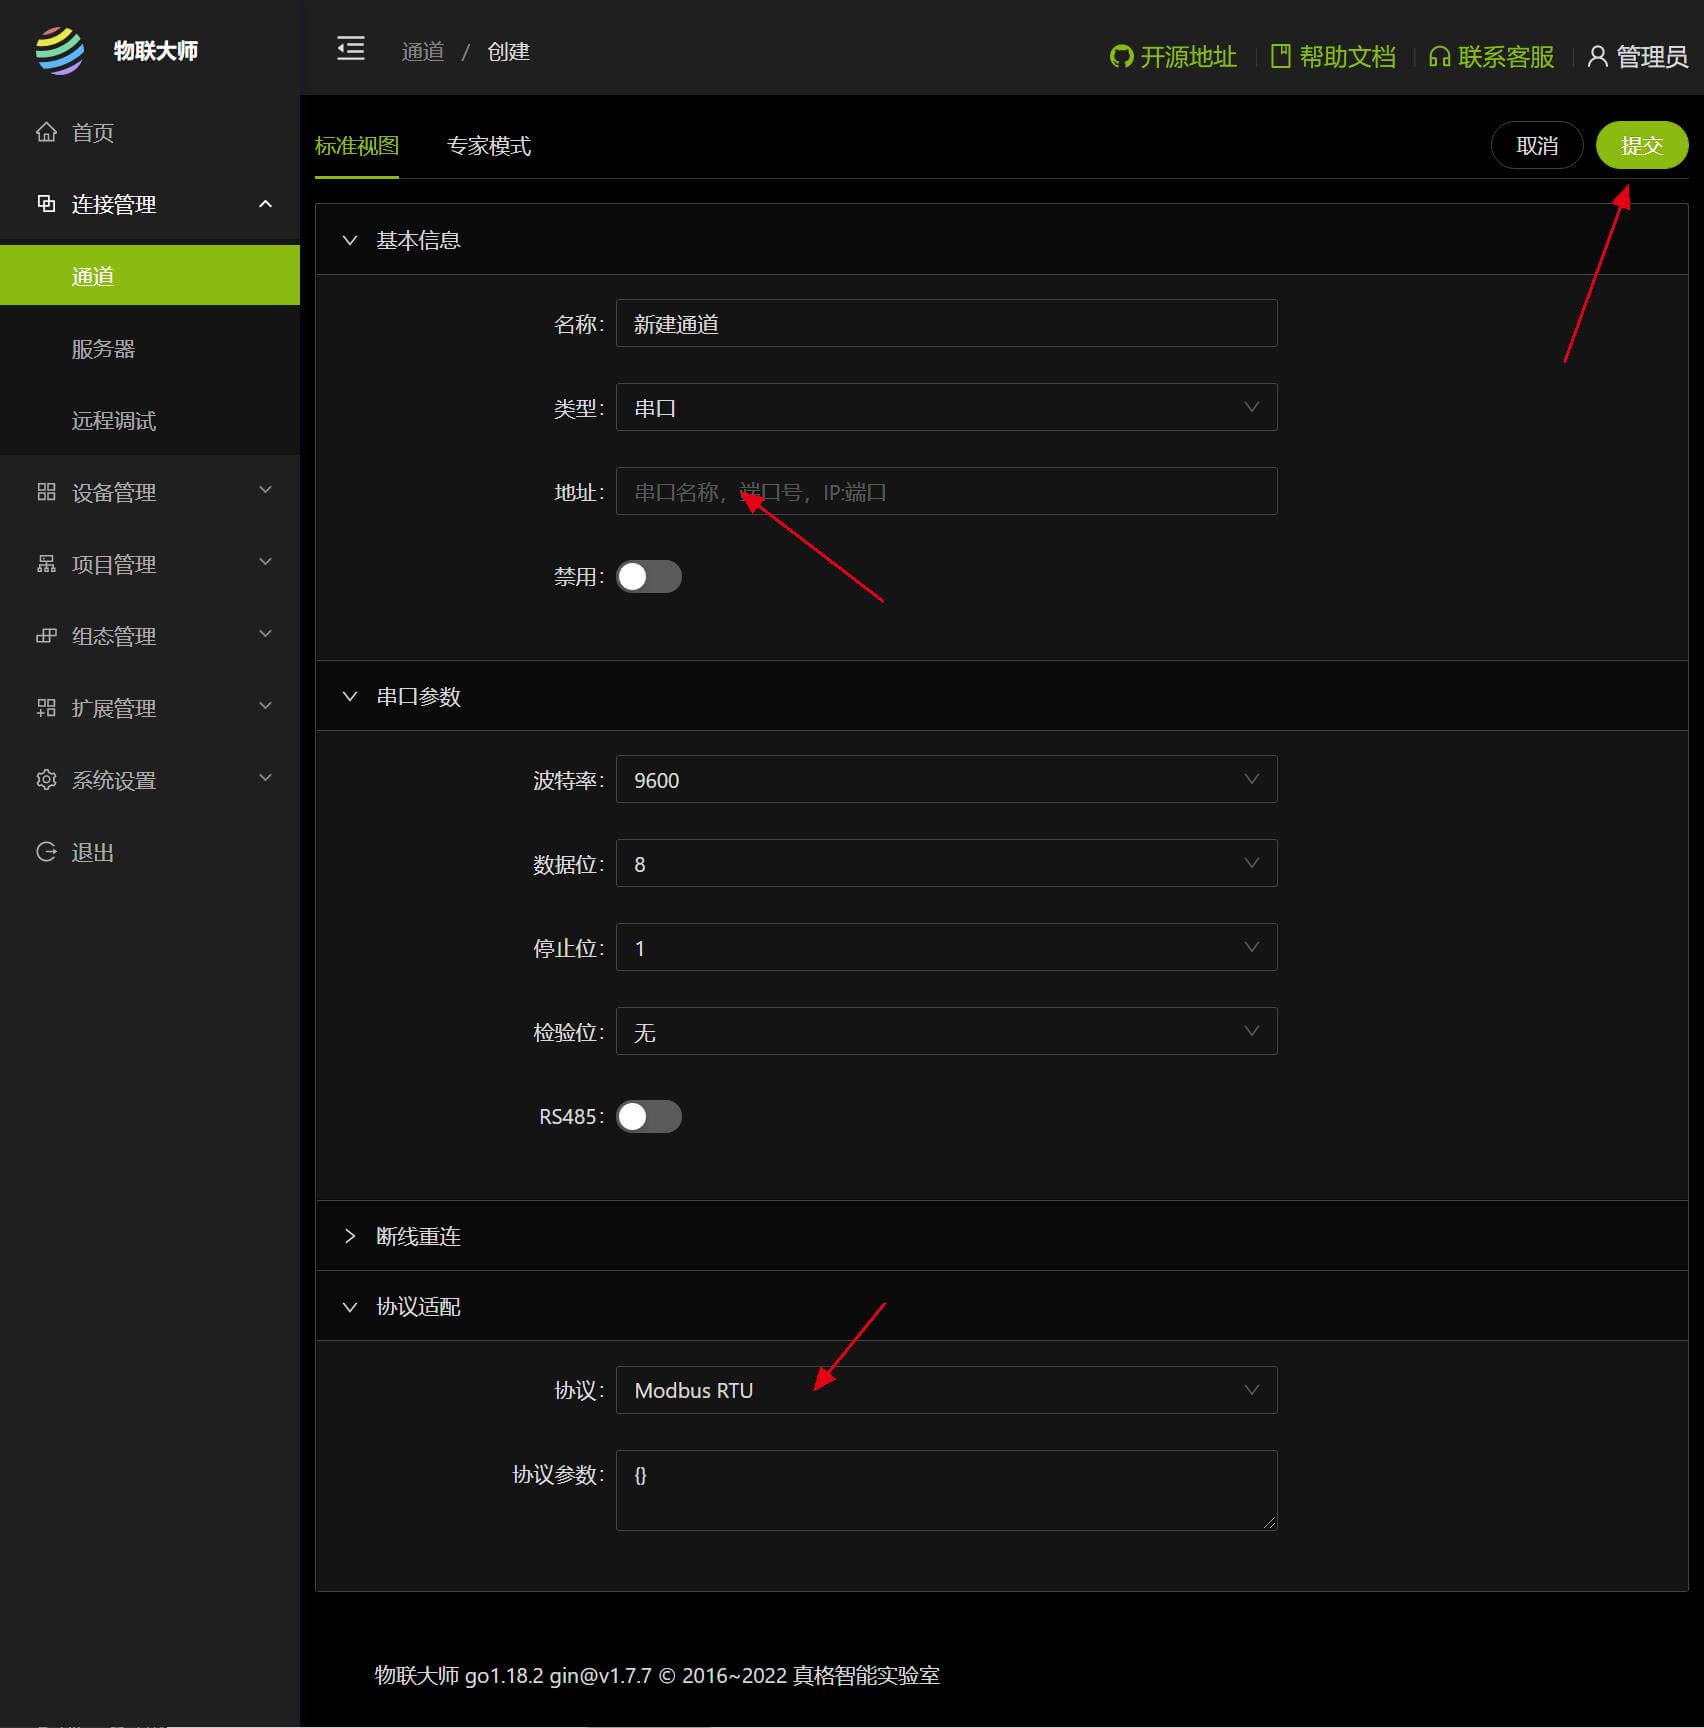 物联大师
通道 / 创建
开源地址
帮助文档
联系客服
管理员
首页
连接管理
通道
服务器
远程调试
设备管理
项目管理
组态管理
扩展管理
系统设置
退出
标准视图
专家模式
取消
提交
基本信息
名称: 新建通道
类型: 串口
地址: 串口名称，端口号，IP:端口
禁用:
串口参数
波特率: 9600
数据位: 8
停止位: 1
检验位: 无
RS485:
断线重连
协议适配
协议: Modbus RTU
协议参数: {}
物联大师 go1.18.2 gin@v1.7.7 © 2016~2022 真格智能实验室